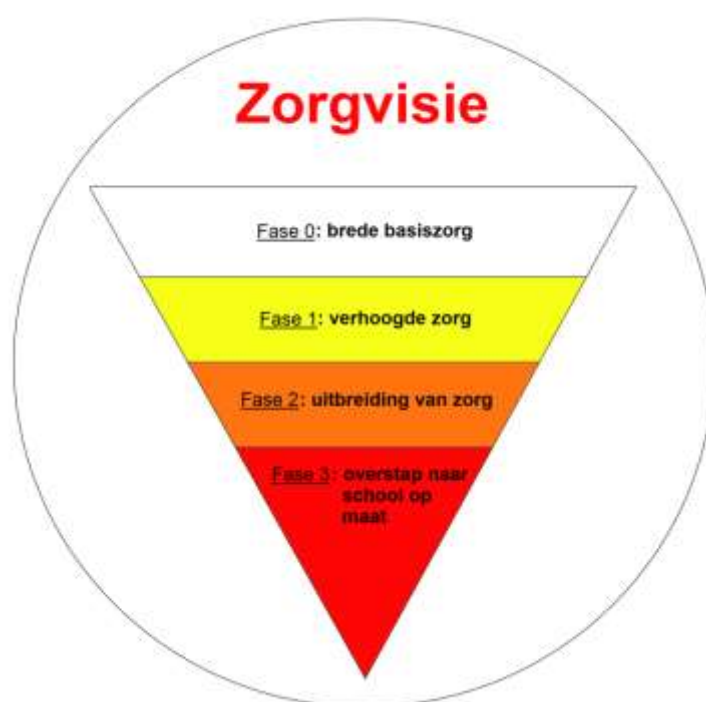 Zorgvisie
Fase 0: brede basiszorg
Fase 1: verhoogde zorg
Fase 2: uitbreiding van zorg
Fase 3: overstap naar
school op
maat